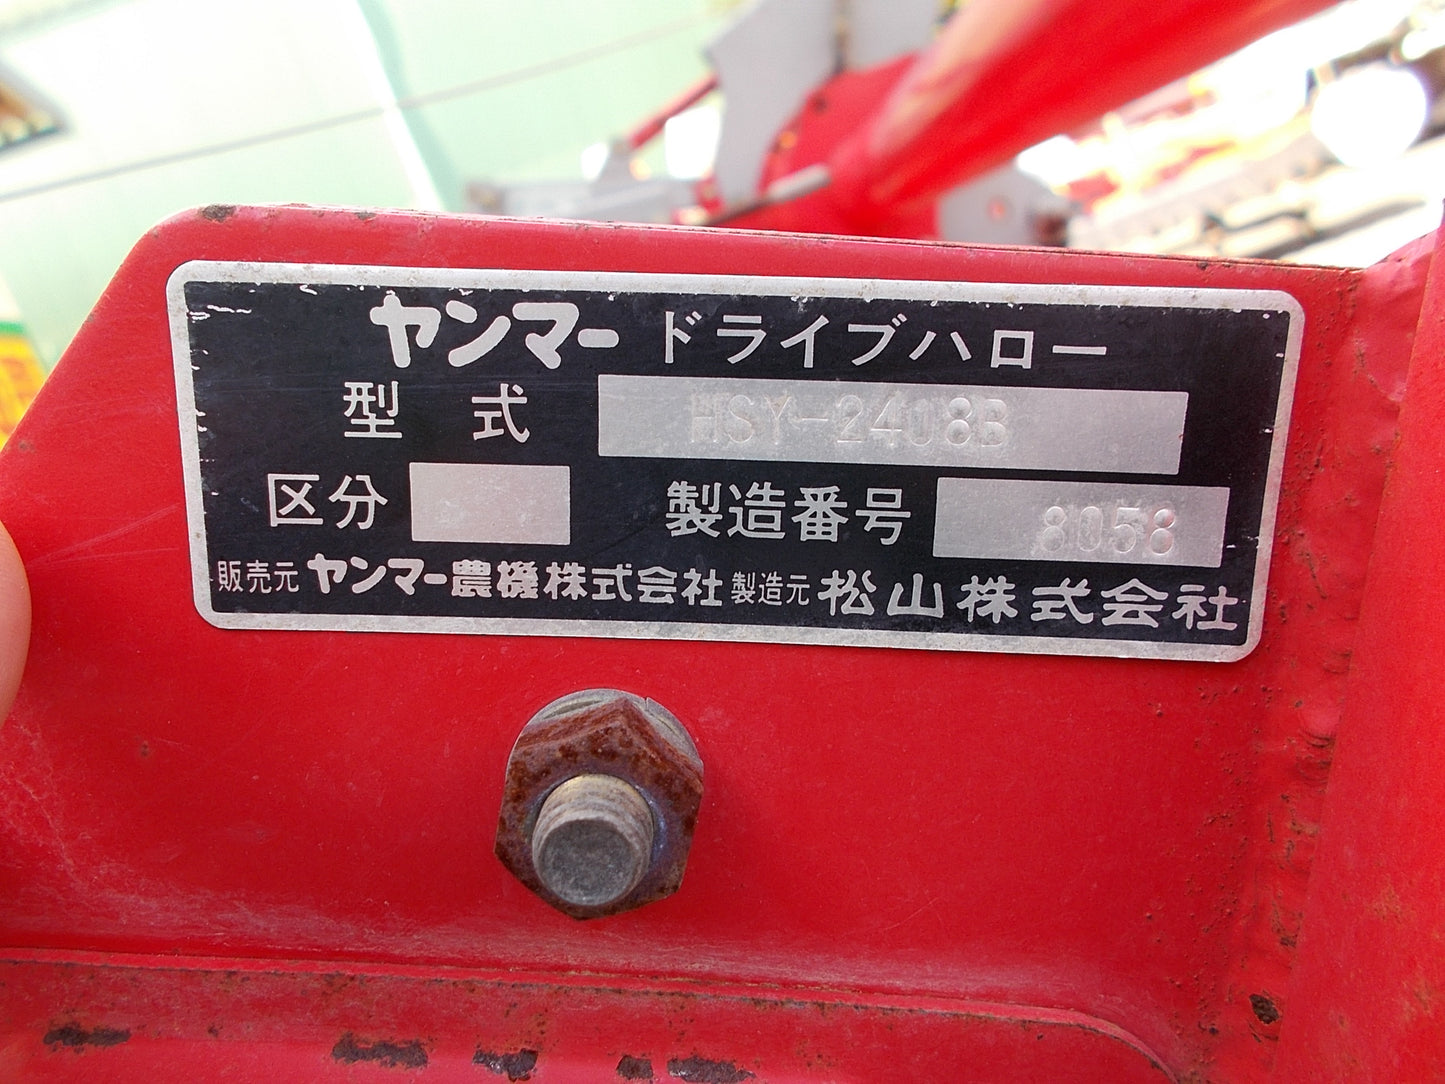 ヤンマー ドライブハロー
型 式 HSY-2408B
区分 製造番号 8058
販売元 ヤンマー農機株式会社 製造元 松山株式会社